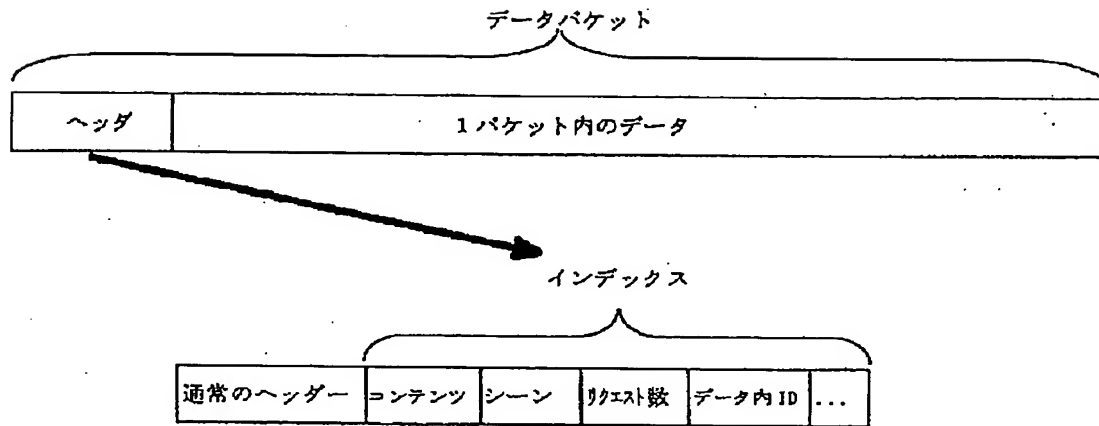 データパケット
ヘッダ 1パケット内のデータ
インデックス
通常のヘッダー コンテンツ シーン リクエスト数 データ内ID ...